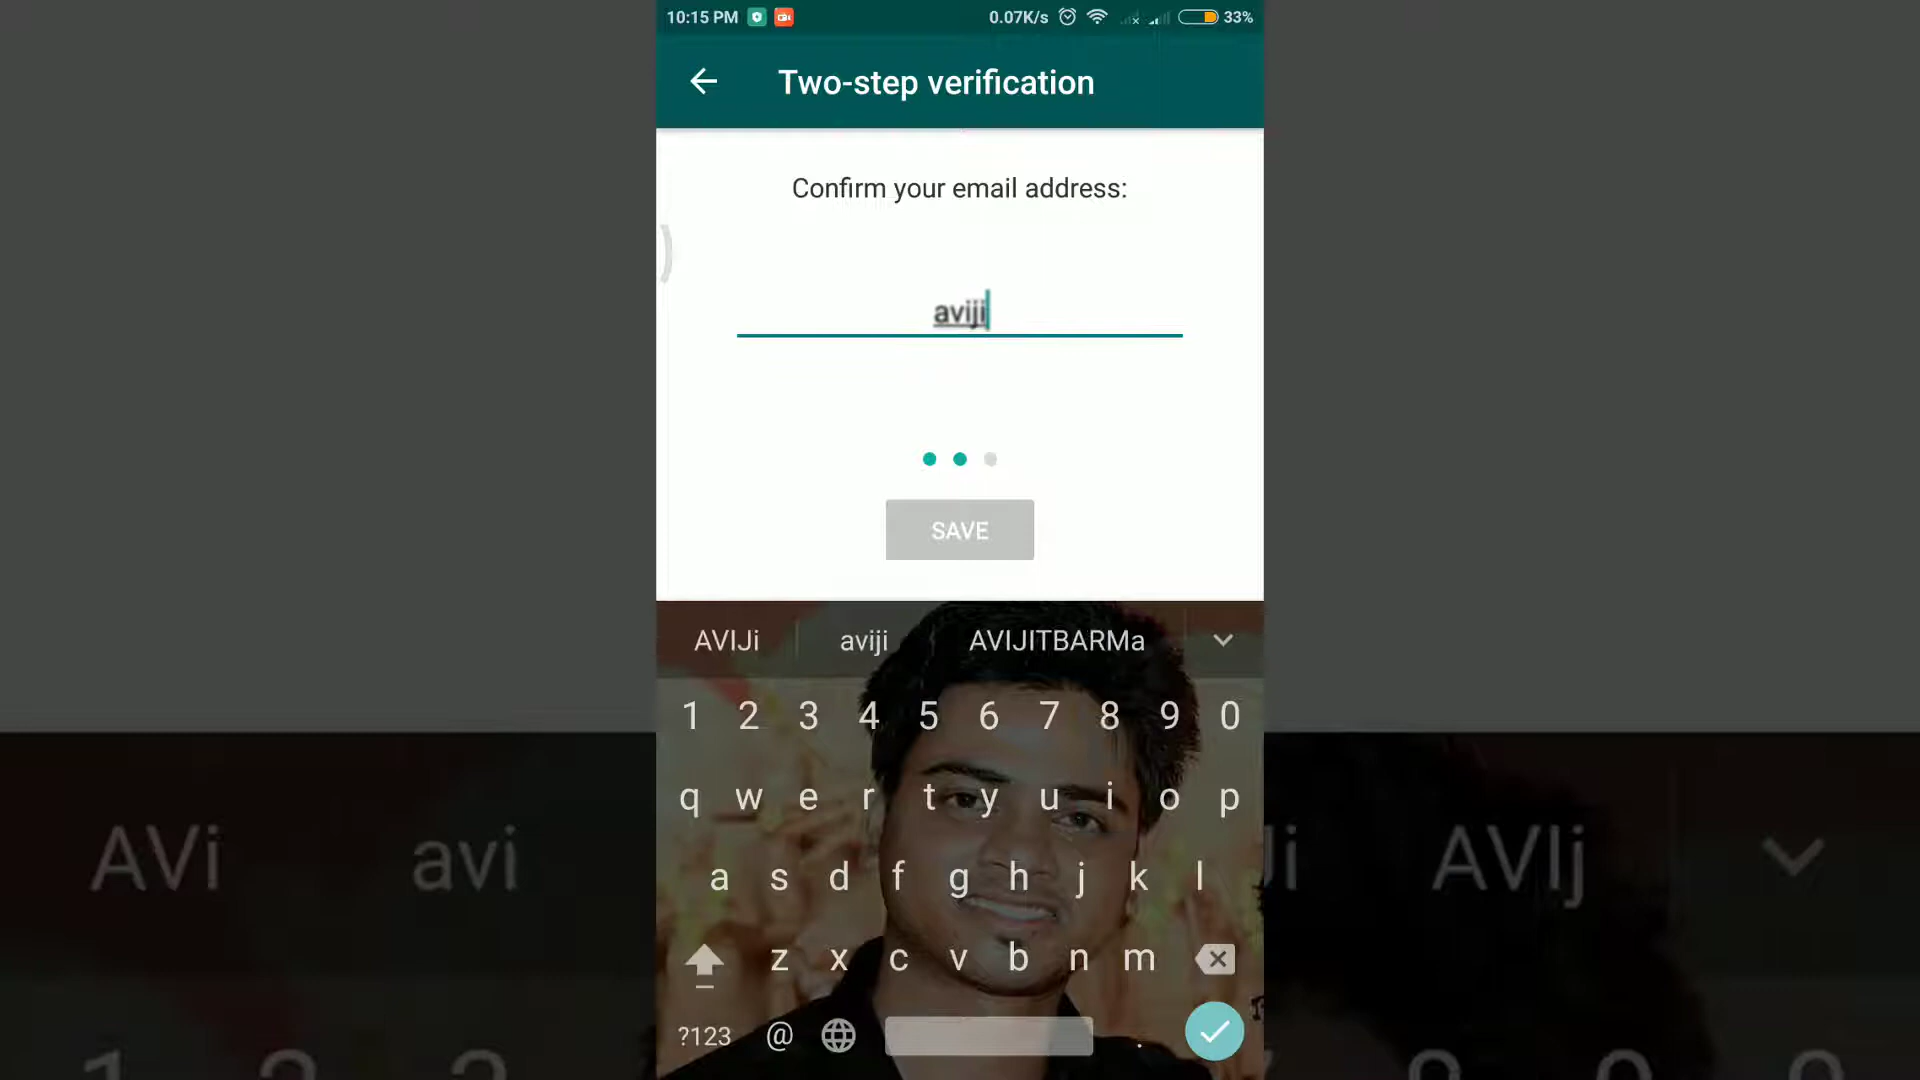 10:15 PM 0.07K/s 33%
Two-step verification
Confirm your email address:
aviji
SAVE
AVIJi aviji AVIJITBARMa
1 2 3 4 5 6 7 8 9 0
q w e r t y u i o p
a s d f g h j k l
z x c v b n m
?123 @ .
AVi avi Ji AVIj